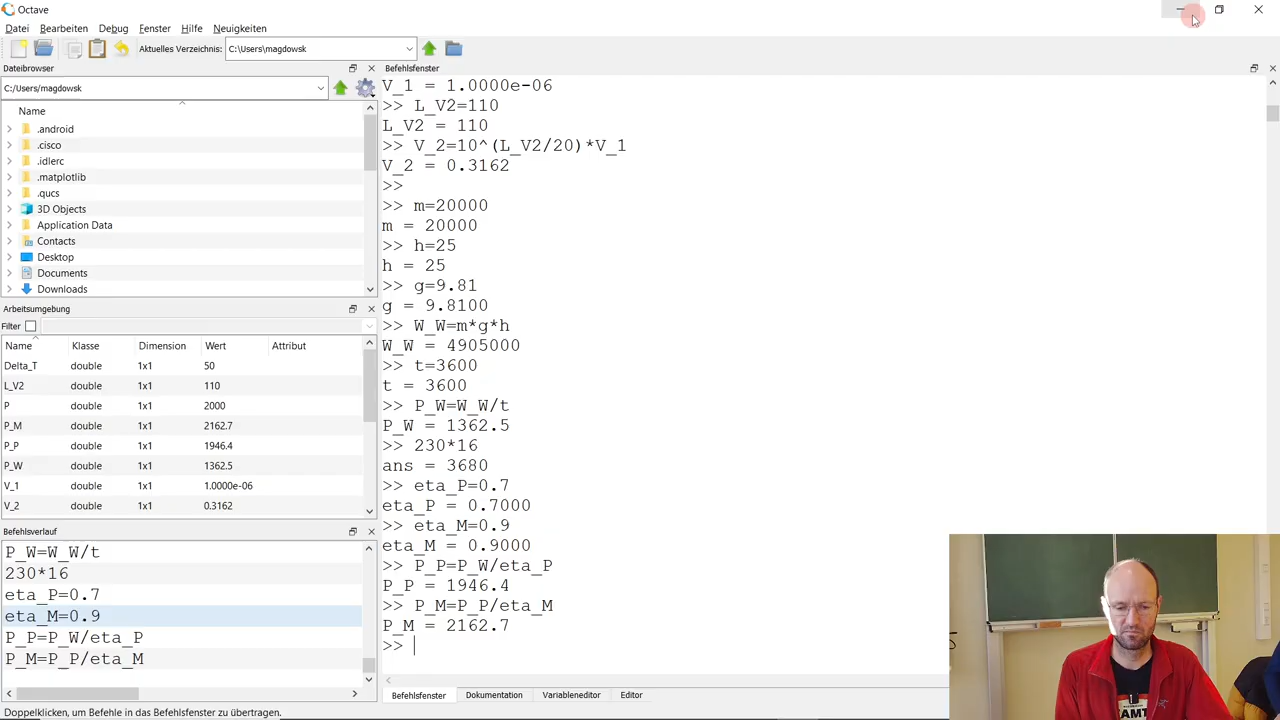 Octave
Datei Bearbeiten Debug Fenster Hilfe Neuigkeiten
Aktuelles Verzeichnis: C:\Users\magdowsk
Dateibrowser
C:/Users/magdowsk
Name
.android
.cisco
.idlerc
.matplotlib
.qucs
3D Objects
Application Data
Contacts
Desktop
Documents
Downloads
Arbeitsumgebung
Filter
Name Klasse Dimension Wert Attribut
Delta_T double 1x1 50
L_V2 double 1x1 110
P double 1x1 2000
P_M double 1x1 2162.7
P_P double 1x1 1946.4
P_W double 1x1 1362.5
V_1 double 1x1 1.0000e-06
V_2 double 1x1 0.3162
Befehlsverlauf
P_W=W_W/t
230*16
eta_P=0.7
eta_M=0.9
P_P=P_W/eta_P
P_M=P_P/eta_M
Doppelklicken, um Befehle in das Befehlsfenster zu übertragen.
Befehlsfenster
V_1 = 1.0000e-06
>> L_V2=110
L_V2 = 110
>> V_2=10^(L_V2/20)*V_1
V_2 = 0.3162
>>
>> m=20000
m = 20000
>> h=25
h = 25
>> g=9.81
g = 9.8100
>> W_W=m*g*h
W_W = 4905000
>> t=3600
t = 3600
>> P_W=W_W/t
P_W = 1362.5
>> 230*16
ans = 3680
>> eta_P=0.7
eta_P = 0.7000
>> eta_M=0.9
eta_M = 0.9000
>> P_P=P_W/eta_P
P_P = 1946.4
>> P_M=P_P/eta_M
P_M = 2162.7
>>
Befehlsfenster Dokumentation Variableneditor Editor
AMT